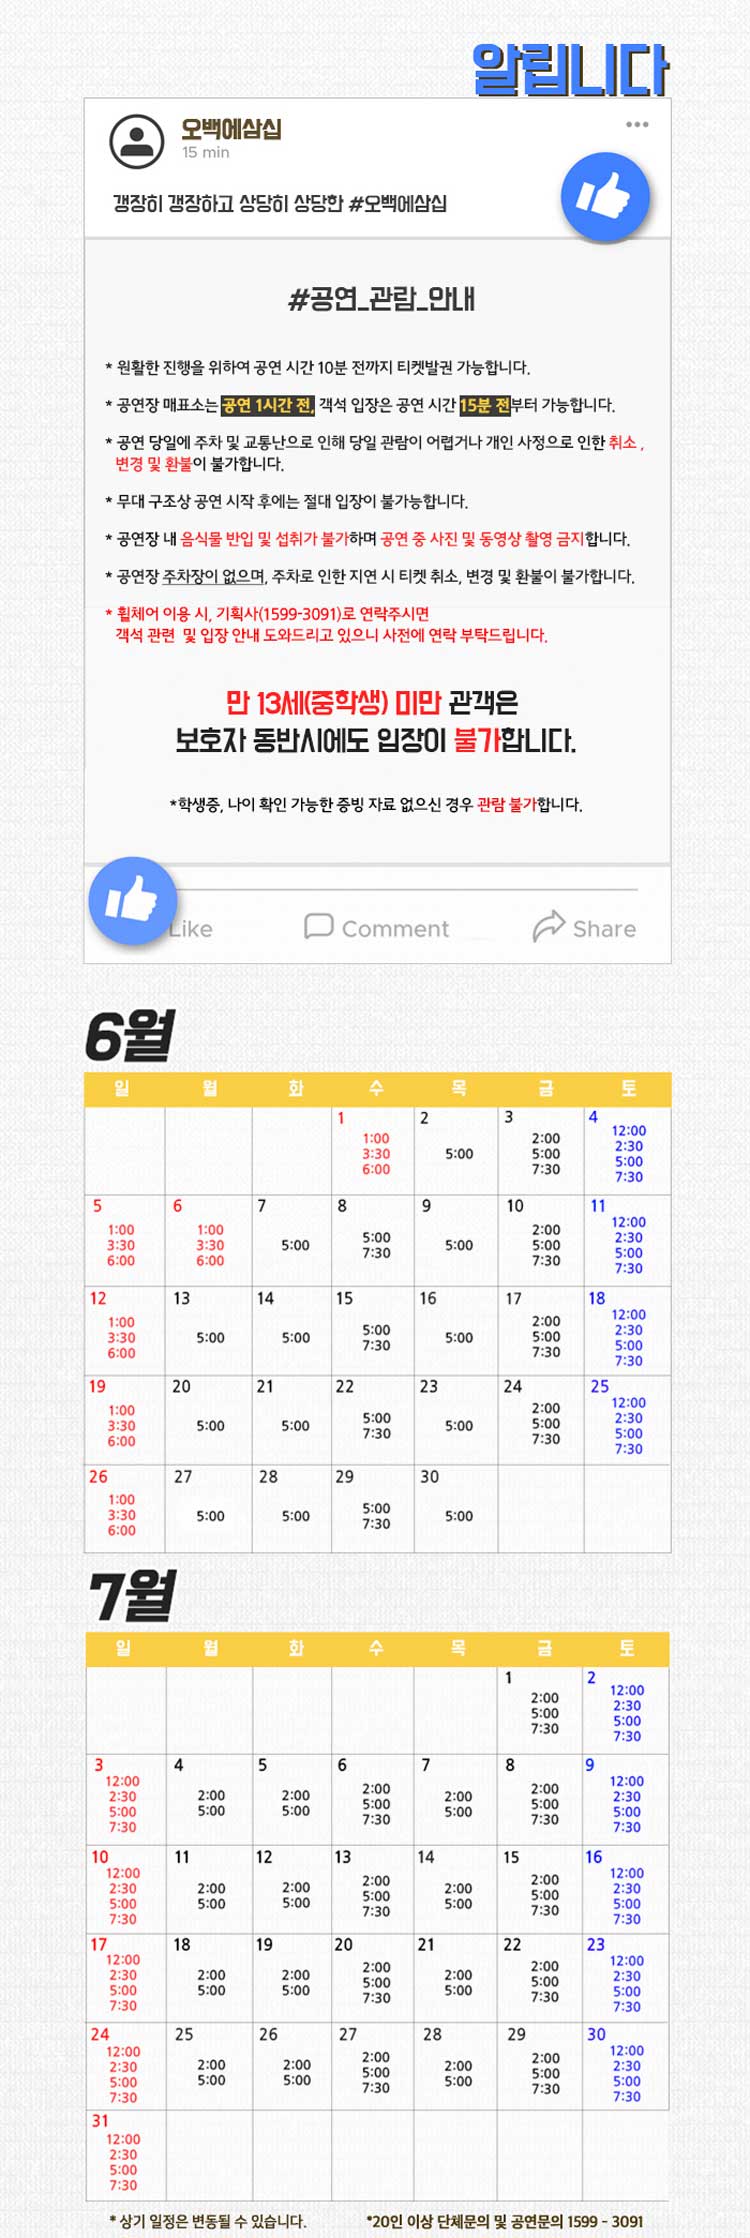 알립니다
오백에삼십
15 min
갱장히 갱장하고 상당히 상당한 #오백에삼십
#공연_관람_안내
* 원활한 진행을 위하여 공연 시간 10분 전까지 티켓발권 가능합니다.
* 공연장 매표소는 공연 1시간 전, 객석 입장은 공연 시간 15분 전부터 가능합니다.
* 공연 당일에 주차 및 교통난으로 인해 당일 관람이 어렵거나 개인 사정으로 인한 취소 ,
변경 및 환불이 불가합니다.
* 무대 구조상 공연 시작 후에는 절대 입장이 불가능합니다.
* 공연장 내 음식물 반입 및 섭취가 불가하며 공연 중 사진 및 동영상 촬영 금지합니다.
* 공연장 주차장이 없으며, 주차로 인한 지연 시 티켓 취소, 변경 및 환불이 불가합니다.
* 휠체어 이용 시, 기획사(1599-3091)로 연락주시면
객석 관련 및 입장 안내 도와드리고 있으니 사전에 연락 부탁드립니다.
만 13세(중학생) 미만 관객은
보호자 동반시에도 입장이 불가합니다.
*학생증, 나이 확인 가능한 증빙 자료 없으신 경우 관람 불가합니다.
Like Comment Share
6월
일 월 화 수 목 금 토
1 2 3 4
1:00 3:30 6:00
5:00
2:00 5:00 7:30
12:00 2:30 5:00 7:30
5 6 7 8 9 10 11
1:00 3:30 6:00
1:00 3:30 6:00
5:00
5:00 7:30
5:00
2:00 5:00 7:30
12:00 2:30 5:00 7:30
12 13 14 15 16 17 18
1:00 3:30 6:00
5:00
5:00
5:00 7:30
5:00
2:00 5:00 7:30
12:00 2:30 5:00 7:30
19 20 21 22 23 24 25
1:00 3:30 6:00
5:00
5:00
5:00 7:30
5:00
2:00 5:00 7:30
12:00 2:30 5:00 7:30
26 27 28 29 30
1:00 3:30 6:00
5:00
5:00
5:00 7:30
5:00
7월
일 월 화 수 목 금 토
1 2
2:00 5:00 7:30
12:00 2:30 5:00 7:30
3 4 5 6 7 8 9
12:00 2:30 5:00 7:30
2:00 5:00
2:00 5:00
2:00 5:00 7:30
2:00 5:00
2:00 5:00 7:30
12:00 2:30 5:00 7:30
10 11 12 13 14 15 16
12:00 2:30 5:00 7:30
2:00 5:00
2:00 5:00
2:00 5:00 7:30
2:00 5:00
2:00 5:00 7:30
12:00 2:30 5:00 7:30
17 18 19 20 21 22 23
12:00 2:30 5:00 7:30
2:00 5:00
2:00 5:00
2:00 5:00 7:30
2:00 5:00
2:00 5:00 7:30
12:00 2:30 5:00 7:30
24 25 26 27 28 29 30
12:00 2:30 5:00 7:30
2:00 5:00
2:00 5:00
2:00 5:00 7:30
2:00 5:00
2:00 5:00 7:30
12:00 2:30 5:00 7:30
31
12:00 2:30 5:00 7:30
* 상기 일정은 변동될 수 있습니다. *20인 이상 단체문의 및 공연문의 1599 - 3091